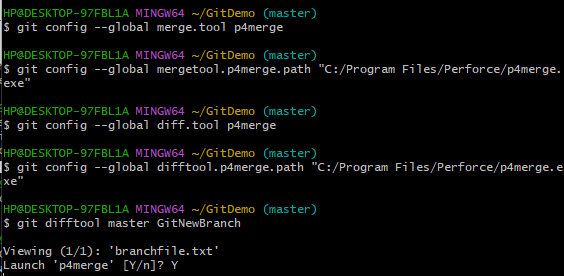 HP@DESKTOP-97FBL1A MINGW64 ~/GitDemo (master)
$ git config --global merge.tool p4merge
HP@DESKTOP-97FBL1A MINGW64 ~/GitDemo (master)
$ git config --global mergetool.p4merge.path "C:/Program Files/Perforce/p4merge.
exe"
HP@DESKTOP-97FBL1A MINGW64 ~/GitDemo (master)
$ git config --global diff.tool p4merge
HP@DESKTOP-97FBL1A MINGW64 ~/GitDemo (master)
$ git config --global difftool.p4merge.path "C:/Program Files/Perforce/p4merge.e
xe"
HP@DESKTOP-97FBL1A MINGW64 ~/GitDemo (master)
$ git difftool master GitNewBranch
Viewing (1/1): 'branchfile.txt'
Launch 'p4merge' [Y/n]? Y